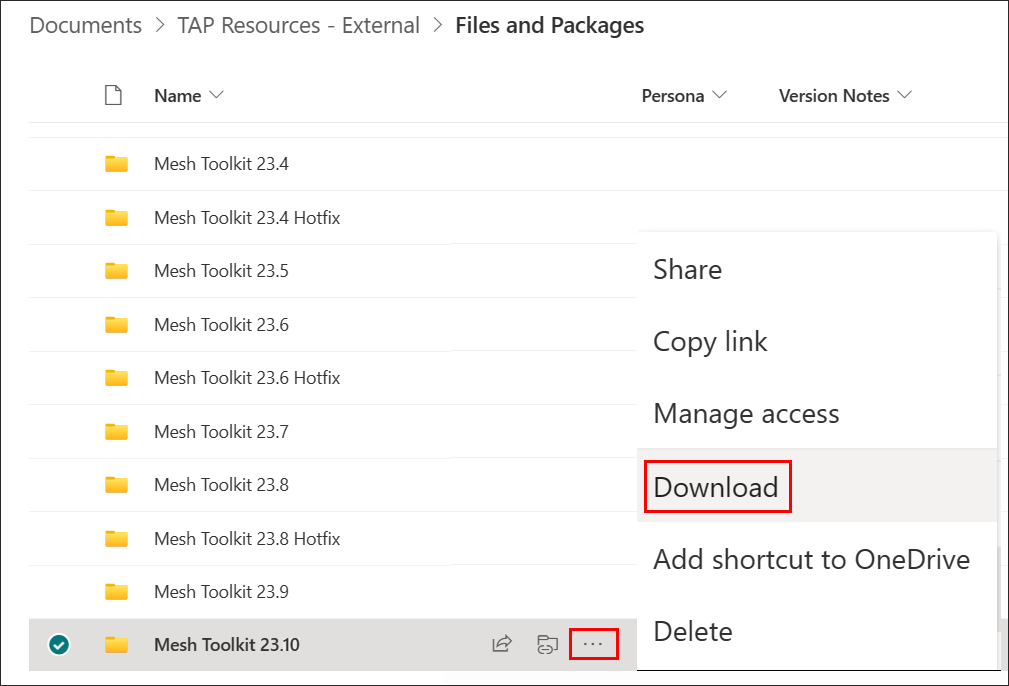 Documents > TAP Resources - External > Files and Packages
Name Persona Version Notes
Mesh Toolkit 23.4
Mesh Toolkit 23.4 Hotfix
Mesh Toolkit 23.5
Mesh Toolkit 23.6
Mesh Toolkit 23.6 Hotfix
Mesh Toolkit 23.7
Mesh Toolkit 23.8
Mesh Toolkit 23.8 Hotfix
Mesh Toolkit 23.9
Mesh Toolkit 23.10 ...
Share
Copy link
Manage access
Download
Add shortcut to OneDrive
Delete